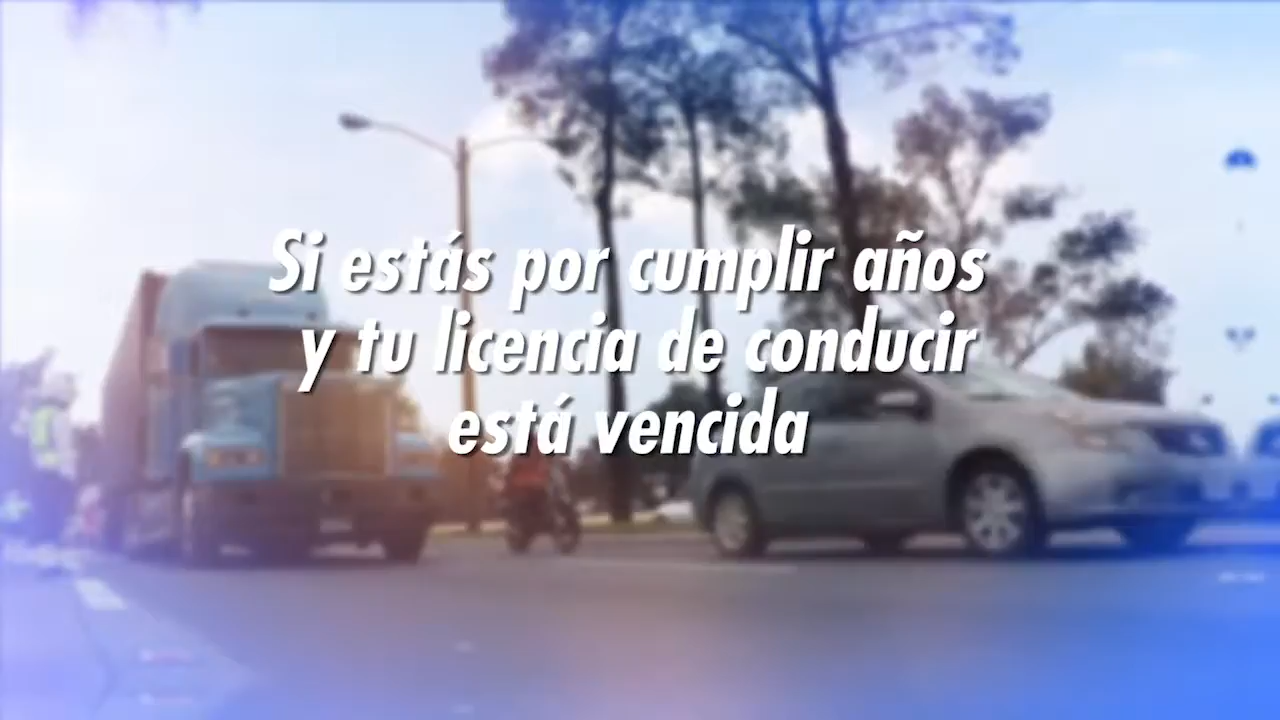 Si estás por cumplir años
y tu licencia de conducir
está vencida